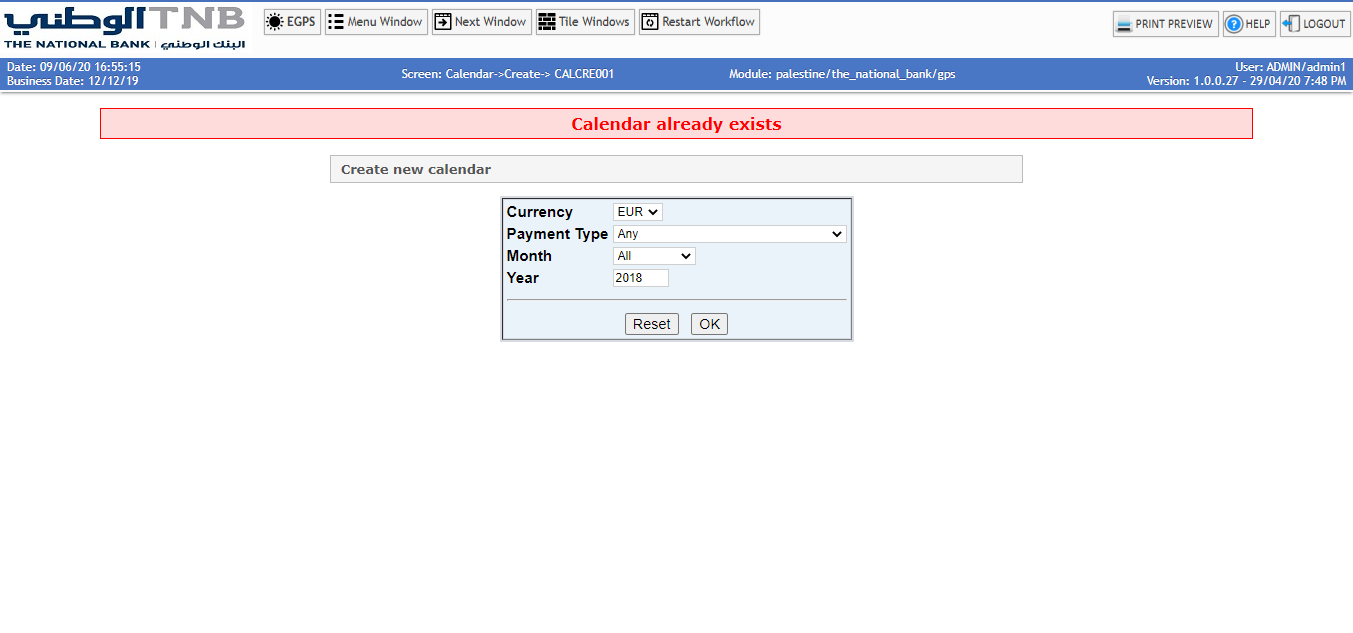 الوطني TNB
THE NATIONAL BANK | البنك الوطني
EGPS Menu Window Next Window Tile Windows Restart Workflow
PRINT PREVIEW ? HELP LOGOUT
Date: 09/06/20 16:55:15
Business Date: 12/12/19
Screen: Calendar->Create-> CALCRE001
Module: palestine/the_national_bank/gps
User: ADMIN/admin1
Version: 1.0.0.27 - 29/04/20 7:48 PM
Calendar already exists
Create new calendar
Currency EUR
Payment Type Any
Month All
Year 2018
Reset OK